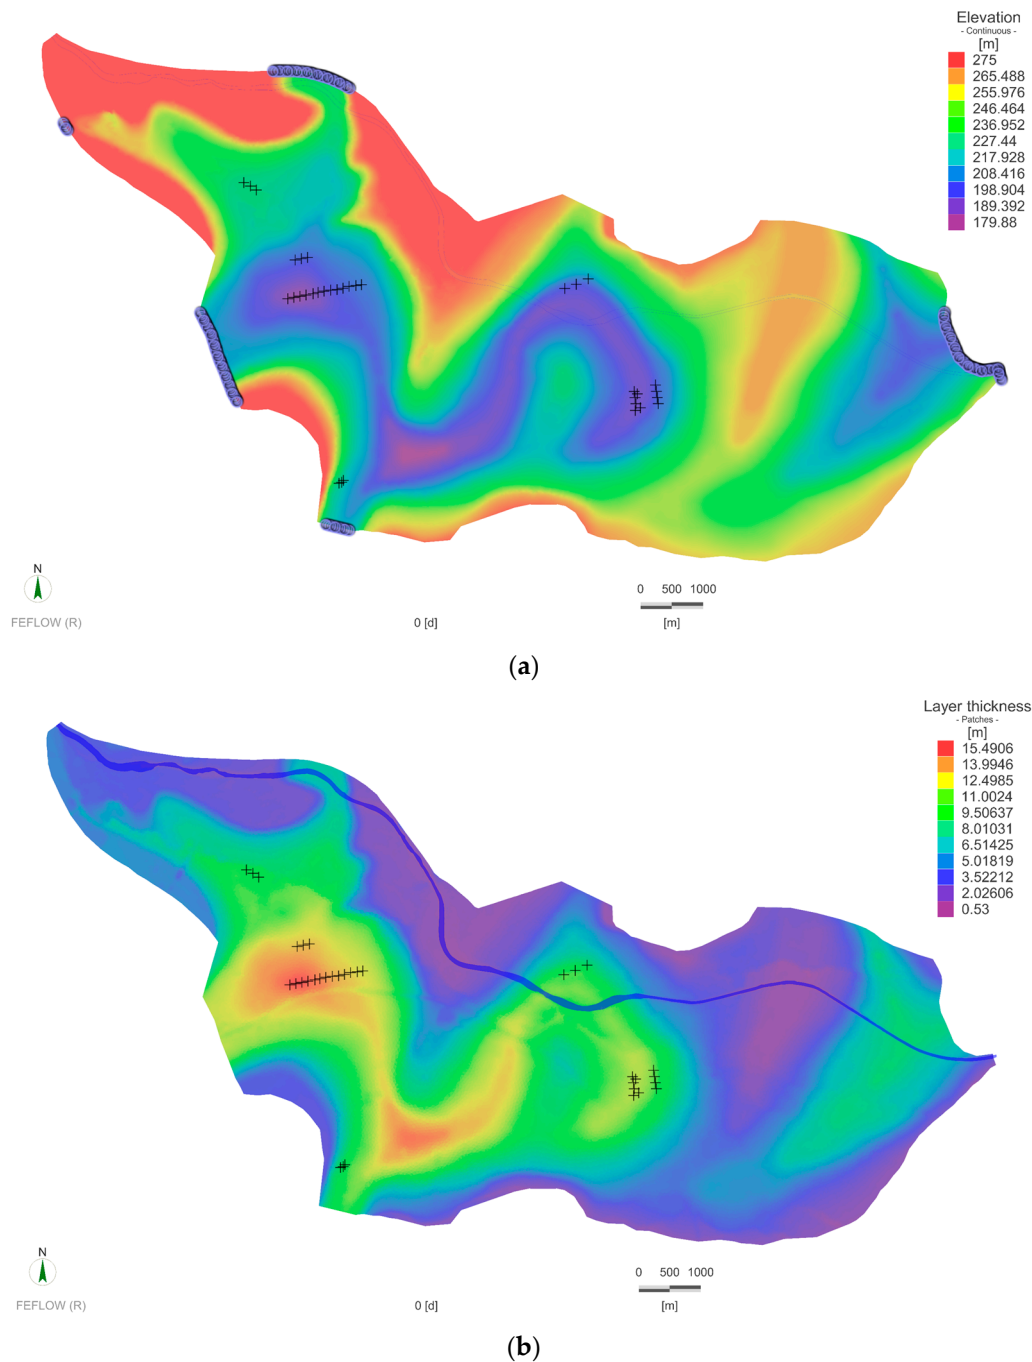 Elevation
- Continuous -
[m]
275
265.488
255.976
246.464
236.952
227.44
217.928
208.416
198.904
189.392
179.88
N
FEFLOW (R)
0 [d]
0 500 1000
[m]
(a)
Layer thickness
- Patches -
[m]
15.4906
13.9946
12.4985
11.0024
9.50637
8.01031
6.51425
5.01819
3.52212
2.02606
0.53
N
FEFLOW (R)
0 [d]
0 500 1000
[m]
(b)